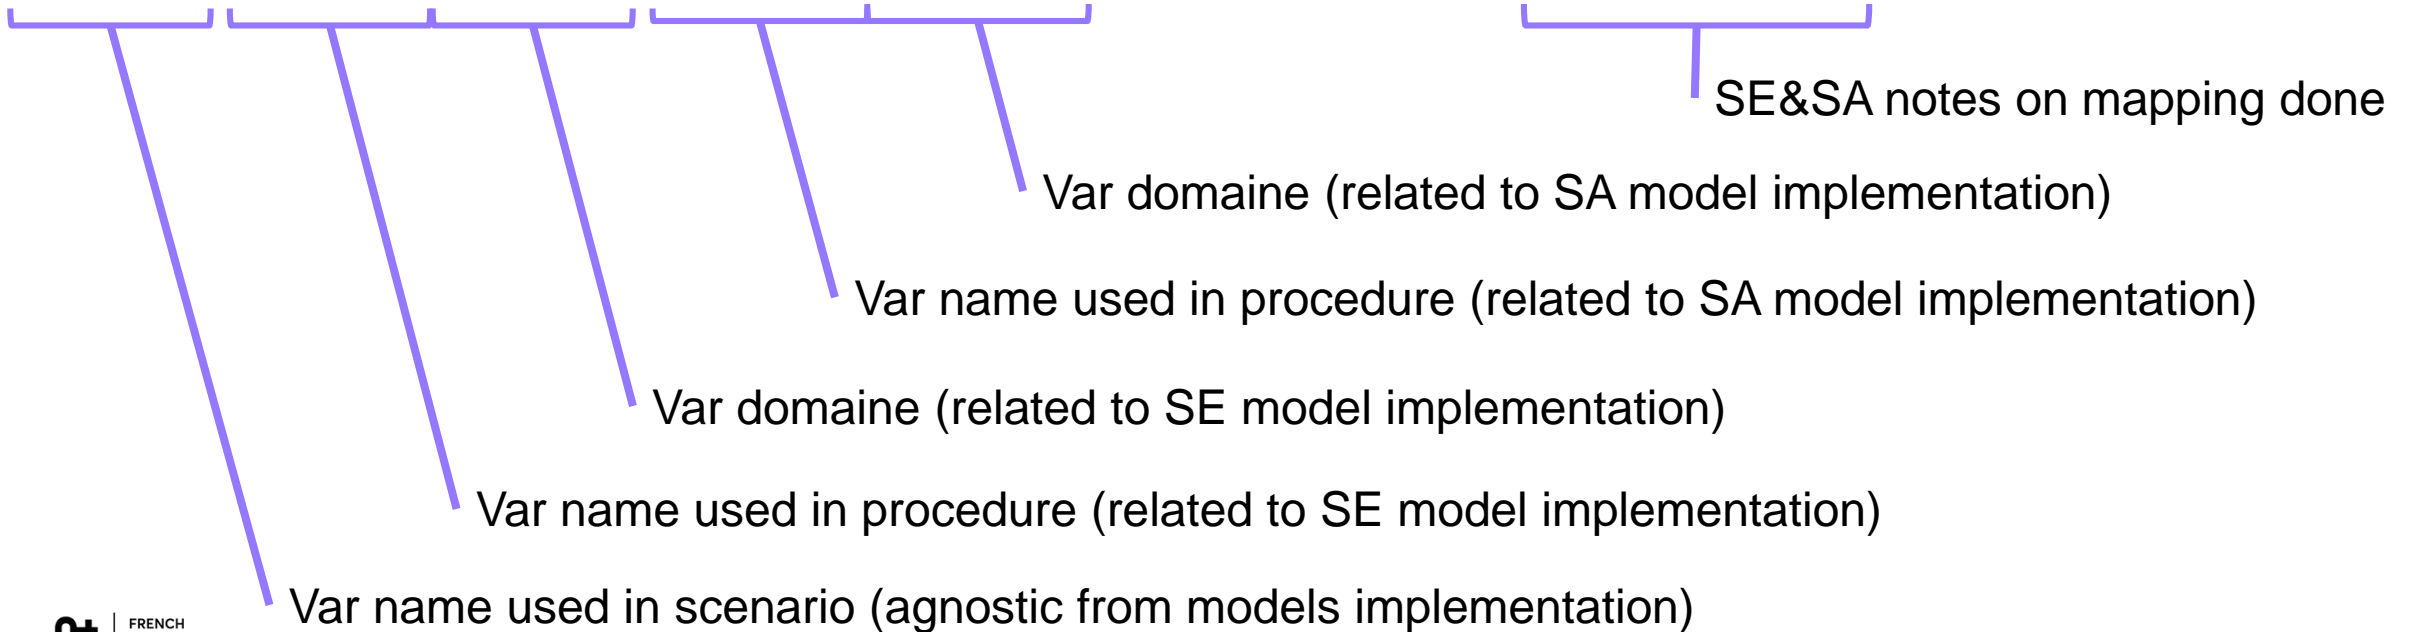 SE&SA notes on mapping done
Var domaine (related to SA model implementation)
Var name used in procedure (related to SA model implementation)
Var domaine (related to SE model implementation)
Var name used in procedure (related to SE model implementation)
Var name used in scenario (agnostic from models implementation)
FRENCH